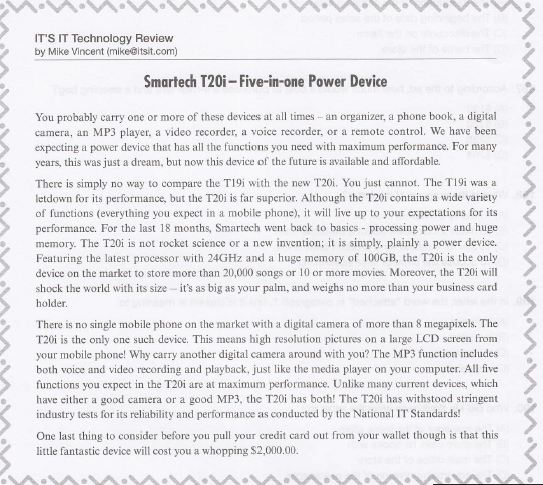 IT'S IT Technology Review
by Mike Vincent (mike@itsit.com)
Smartech T20i – Five-in-one Power Device
You probably carry one or more of these devices at all times – an organizer, a phone book, a digital
camera, an MP3 player, a video recorder, a voice recorder, or a remote control. We have been
expecting a power device that has all the functions you need with maximum performance. For many
years, this was just a dream, but now this device of the future is available and affordable.
There is simply no way to compare the T19i with the new T20i. You just cannot. The T19i was a
letdown for its performance, but the T20i is far superior. Although the T20i contains a wide variety
of functions (everything you expect in a mobile phone), it will live up to your expectations for its
performance. For the last 18 months, Smartech went back to basics - processing power and huge
memory. The T20i is not rocket science or a new invention; it is simply, plainly a power device.
Featuring the latest processor with 24GHz and a huge memory of 100GB, the T20i is the only
device on the market to store more than 20,000 songs or 10 or more movies. Moreover, the T20i will
shock the world with its size – it's as big as your palm, and weighs no more than your business card
holder.
There is no single mobile phone on the market with a digital camera of more than 8 megapixels. The
T20i is the only one such device. This means high resolution pictures on a large LCD screen from
your mobile phone! Why carry another digital camera around with you? The MP3 function includes
both voice and video recording and playback, just like the media player on your computer. All five
functions you expect in the T20i are at maximum performance. Unlike many current devices, which
have either a good camera or a good MP3, the T20i has both! The T20i has withstood stringent
industry tests for its reliability and performance as conducted by the National IT Standards!
One last thing to consider before you pull your credit card out from your wallet though is that this
little fantastic device will cost you a whopping $2,000.00.